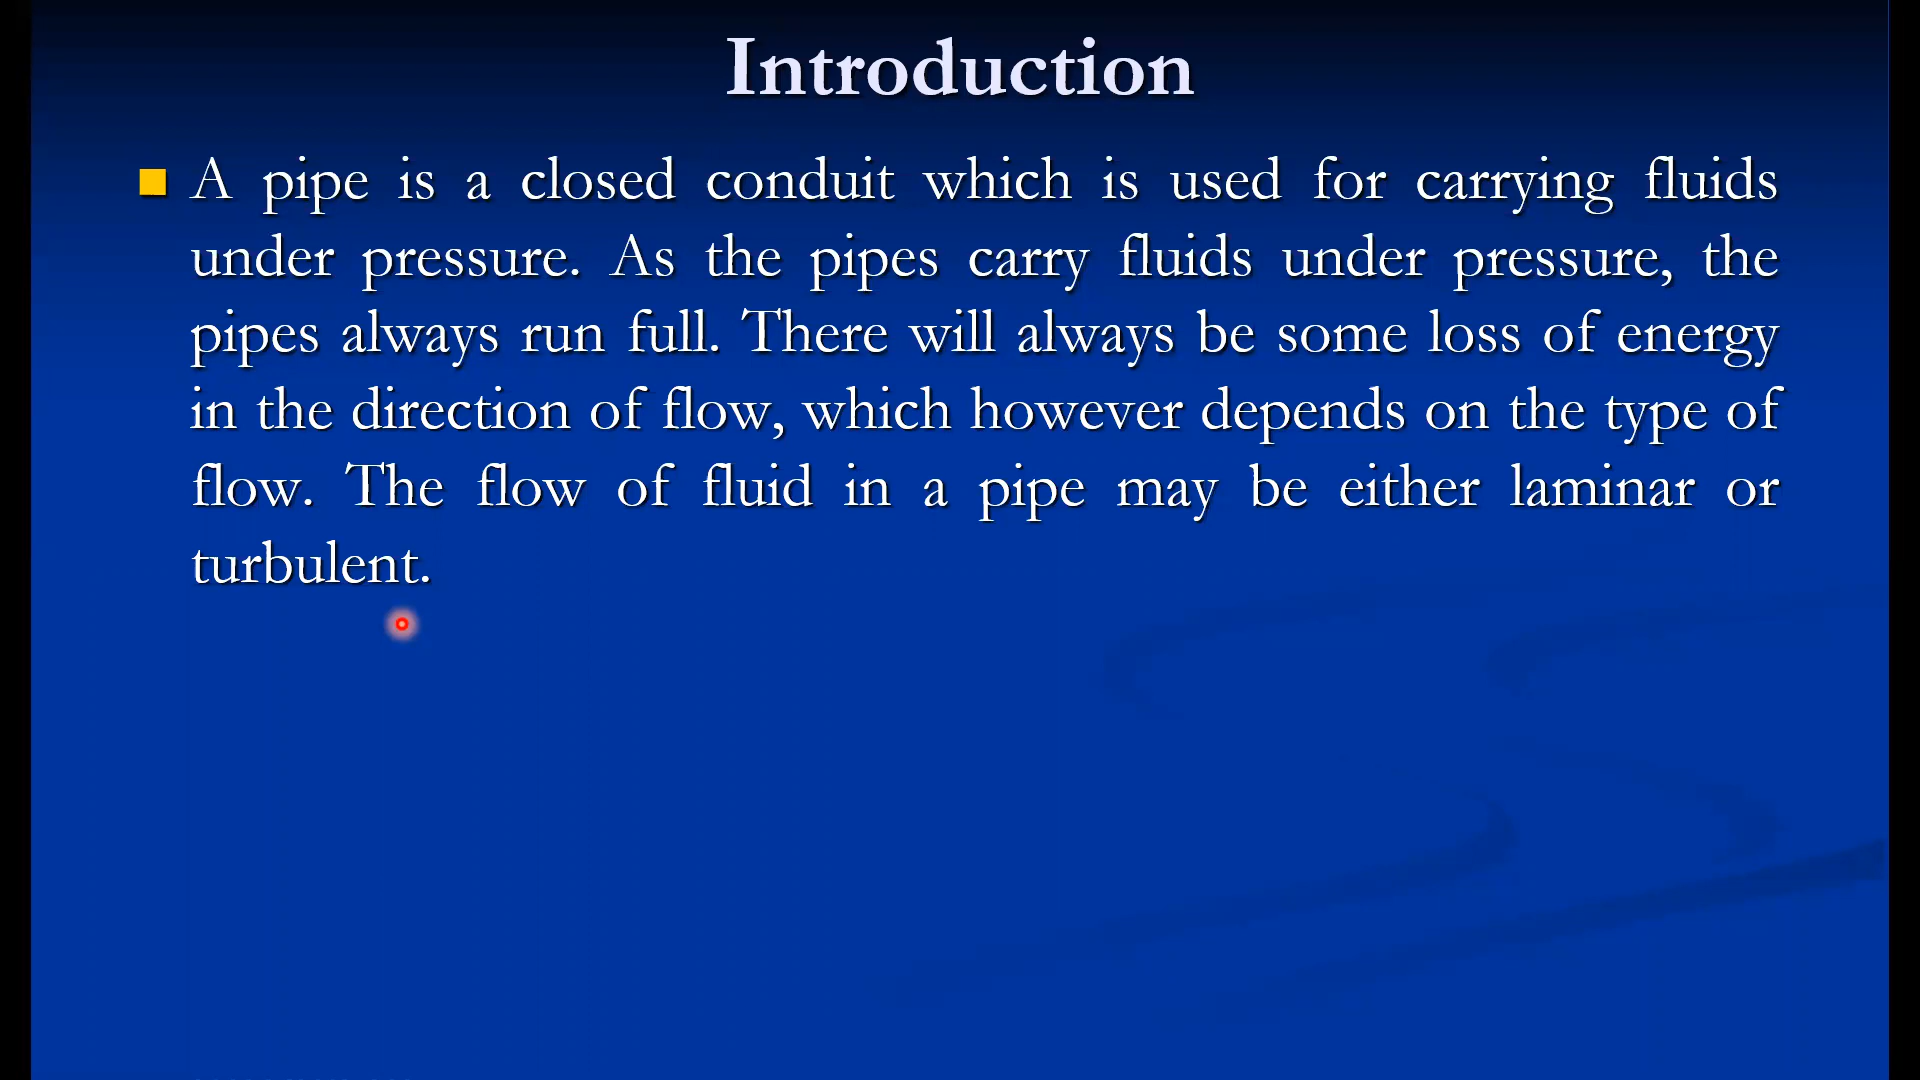 Introduction
A pipe is a closed conduit which is used for carrying fluids
under pressure. As the pipes carry fluids under pressure, the
pipes always run full. There will always be some loss of energy
in the direction of flow, which however depends on the type of
flow. The flow of fluid in a pipe may be either laminar or
turbulent.